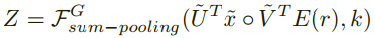 $Z = \mathcal{F}^{G}_{sum-pooling}(\tilde{U}^{T}\tilde{x} \circ \tilde{V}^{T}E(r), k)$